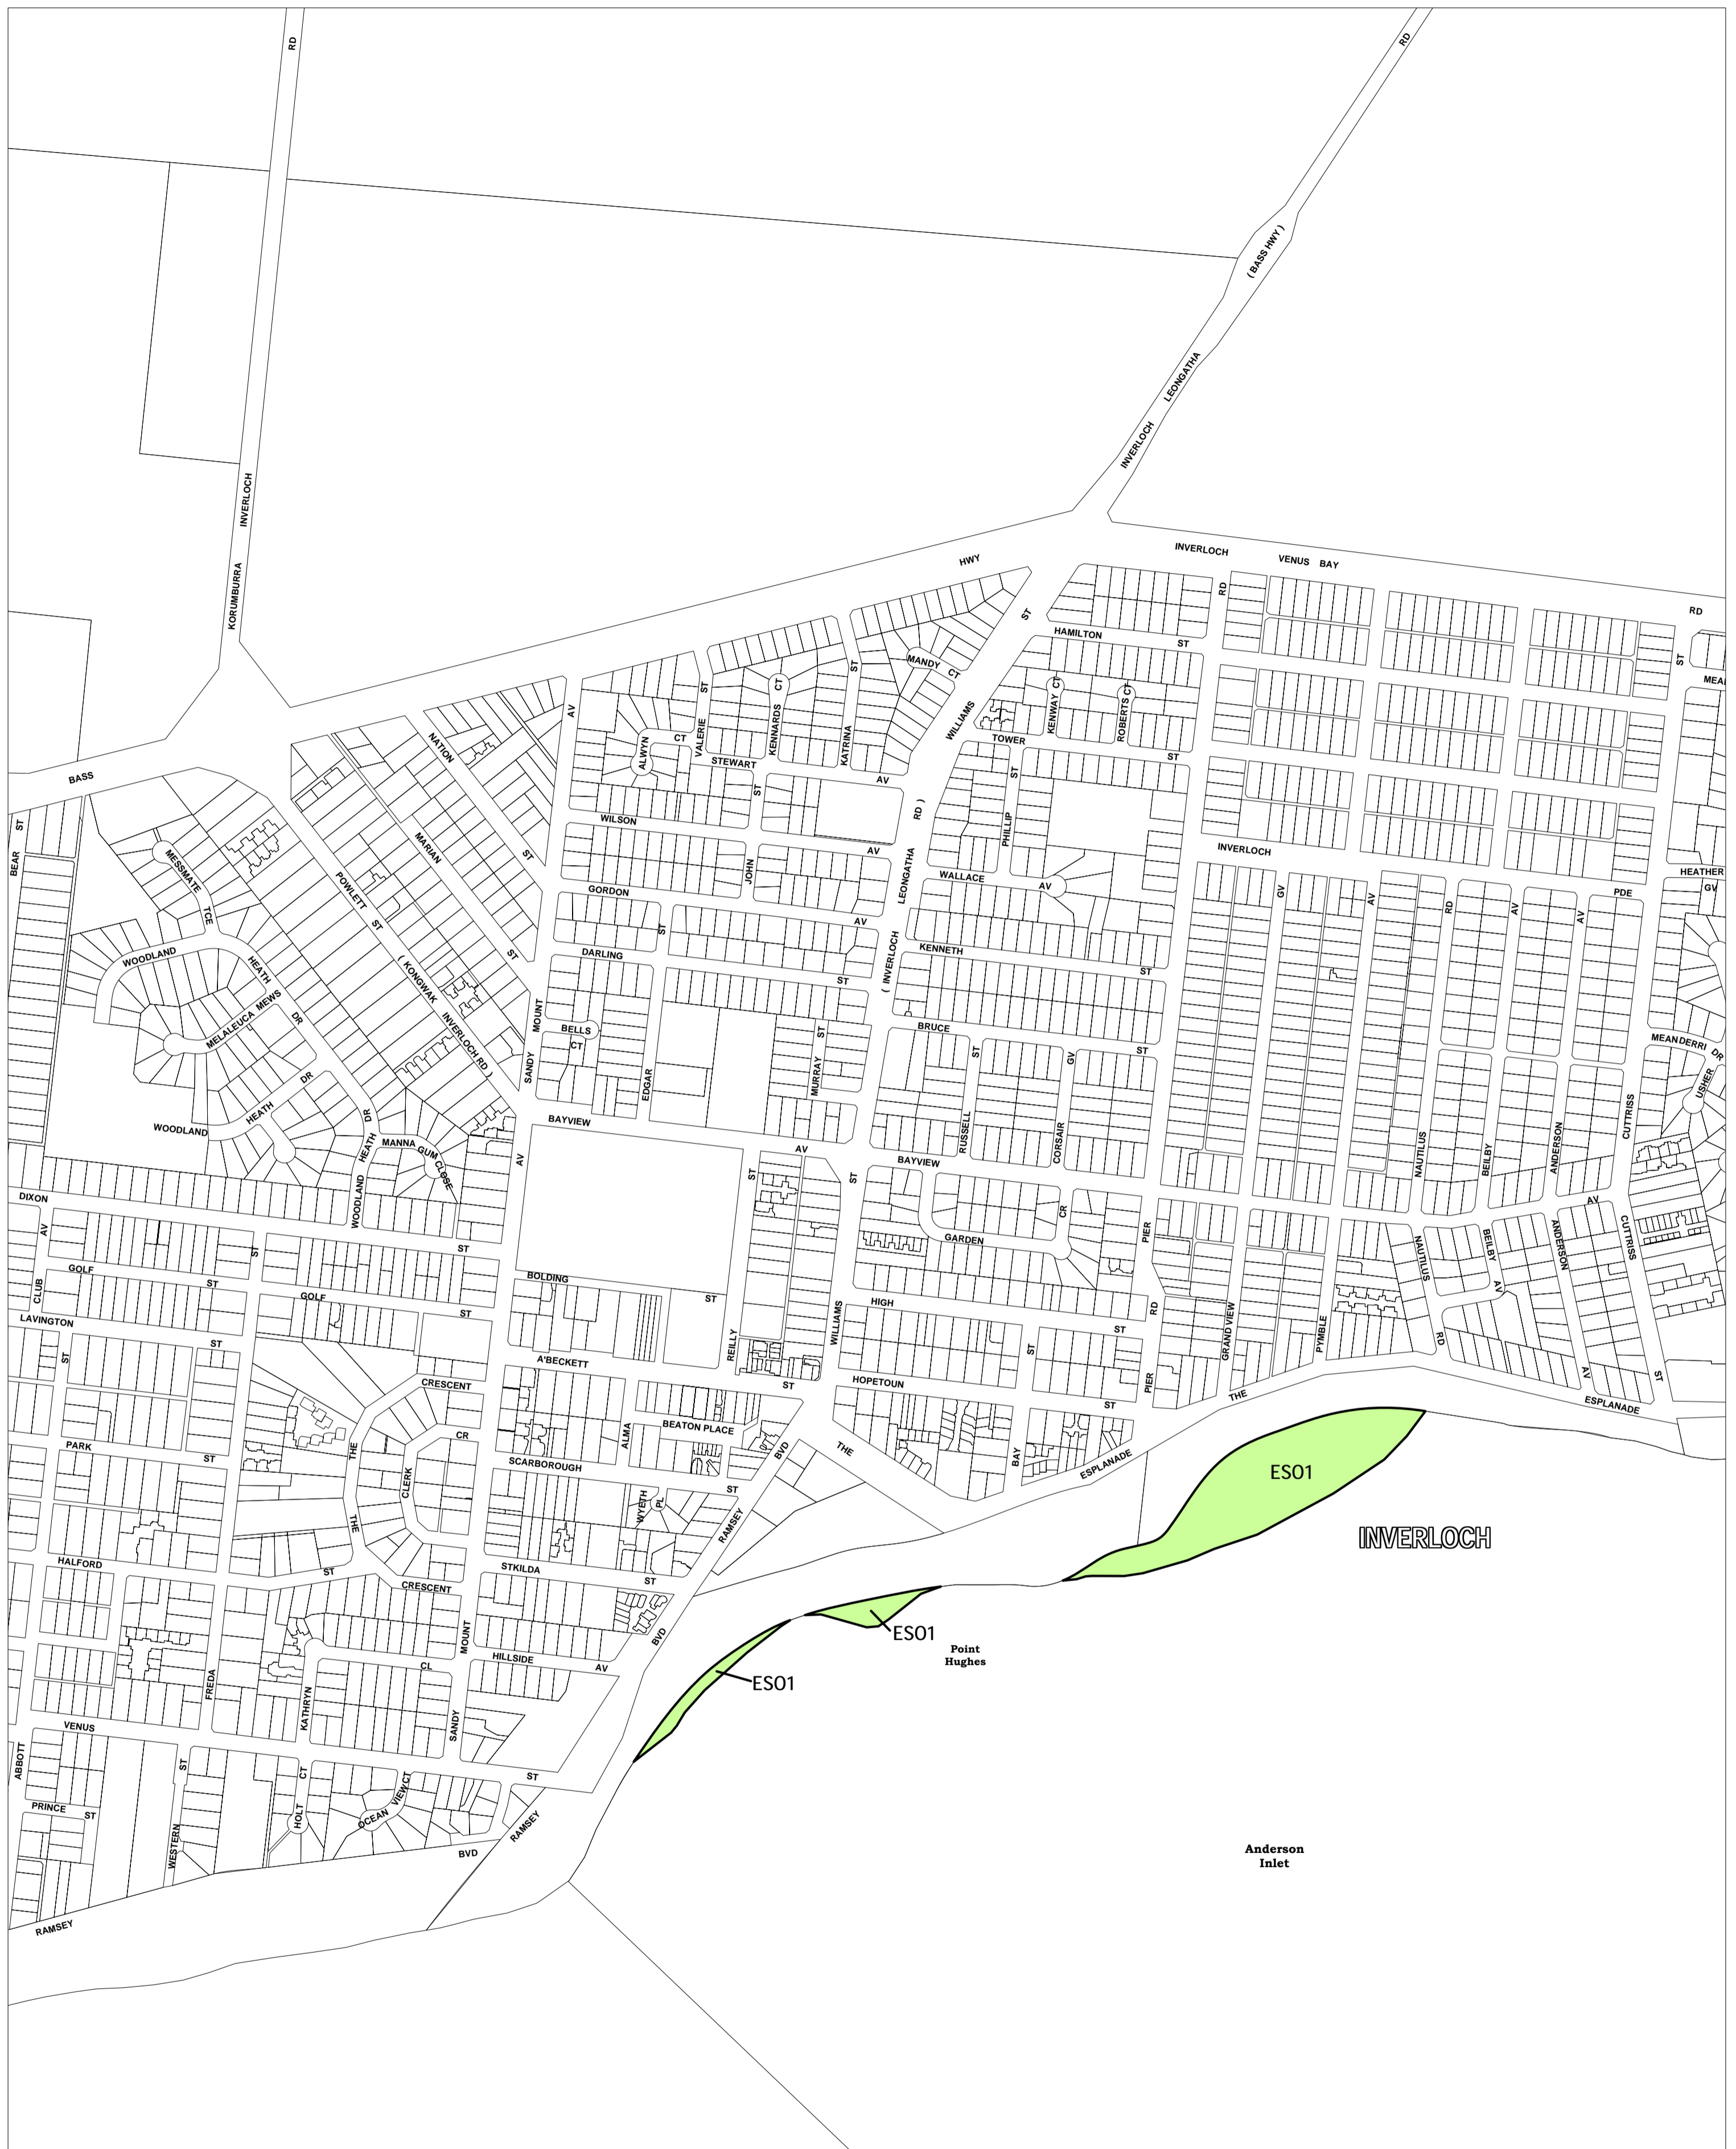 RD
RD
( BASS HWY )
LEONGATHA
INVERLOCH
INVERLOCH
KORUMBURRA
HWY
INVERLOCH
VENUS BAY
RD
RD
ST
HAMILTON
ST
ST
MANDY
CT
ST
KENWAY CT
ROBERTS CT
MEA
AV
ST
VALERIE
KENNARDS
CT
KATRINA
WILLIAMS
NATION
ALWYN
CT
STEWART
AV
TOWER
ST
BASS
ST
ST
WILSON
RD )
PHILLIP
ST
BEAR
MARIAN
ST
MESSMATE
TCE
POWLETT
ST
JOHN
AV
LEONGATHA
INVERLOCH
WALLACE
AV
HEATHER
GV
GORDON
AV
ST
GV
AV
RD
AV
AV
PDE
WOODLAND
HEATH
DR
( KONGWAK
INVERLOCH RD )
ST
DARLING
ST
( INVERLOCH
KENNETH
ST
MELALEUCA MEWS
MOUNT
SANDY
BELLS
CT
EDGAR
MURRAY
ST
BRUCE
ST
ST
GV
MEANDERRI
DR
USHER
WOODLAND
HEATH
DR
DR
HEATH
WOODLAND
MANNA
GUM
CLOSE
AV
BAYVIEW
AV
RUSSELL
CORSAIR
NAUTILUS
BEILBY
ANDERSON
CUTTRISS
DIXON
AV
ST
ST
ST
ST
BAYVIEW
CR
GARDEN
PIER
RD
AV
NAUTILUS
BEILBY
AV
ANDERSON
CUTTRISS
GOLF
ST
CLUB
GOLF
ST
BOLDING
ST
REILLY
WILLIAMS
HIGH
ST
GRANDVIEW
PYMBLE
RD
LAVINGTON
ST
ST
A'BECKETT
ST
HOPETOUN
ST
ST
PIER
THE
ESPLANADE
AV
ST
CRESCENT
CR
THE
CLERK
ALMA
BEATON PLACE
BVD
THE
BAY
ESPLANADE
PARK
ST
SCARBOROUGH
ST
WYETH
PL
RAMSEY
ESO1
INVERLOCH
THE
HALFORD
ST
CRESCENT
STKILDA
ST
MOUNT
BVD
ESO1
Point
Hughes
HILLSIDE
AV
ESO1
FREDA
KATHRYN
CL
SANDY
VENUS
ST
ABBOTT
ST
CT
HOLT
OCEAN
VIEW CT
PRINCE
ST
WESTERN
RAMSEY
BVD
RAMSEY
Anderson
Inlet